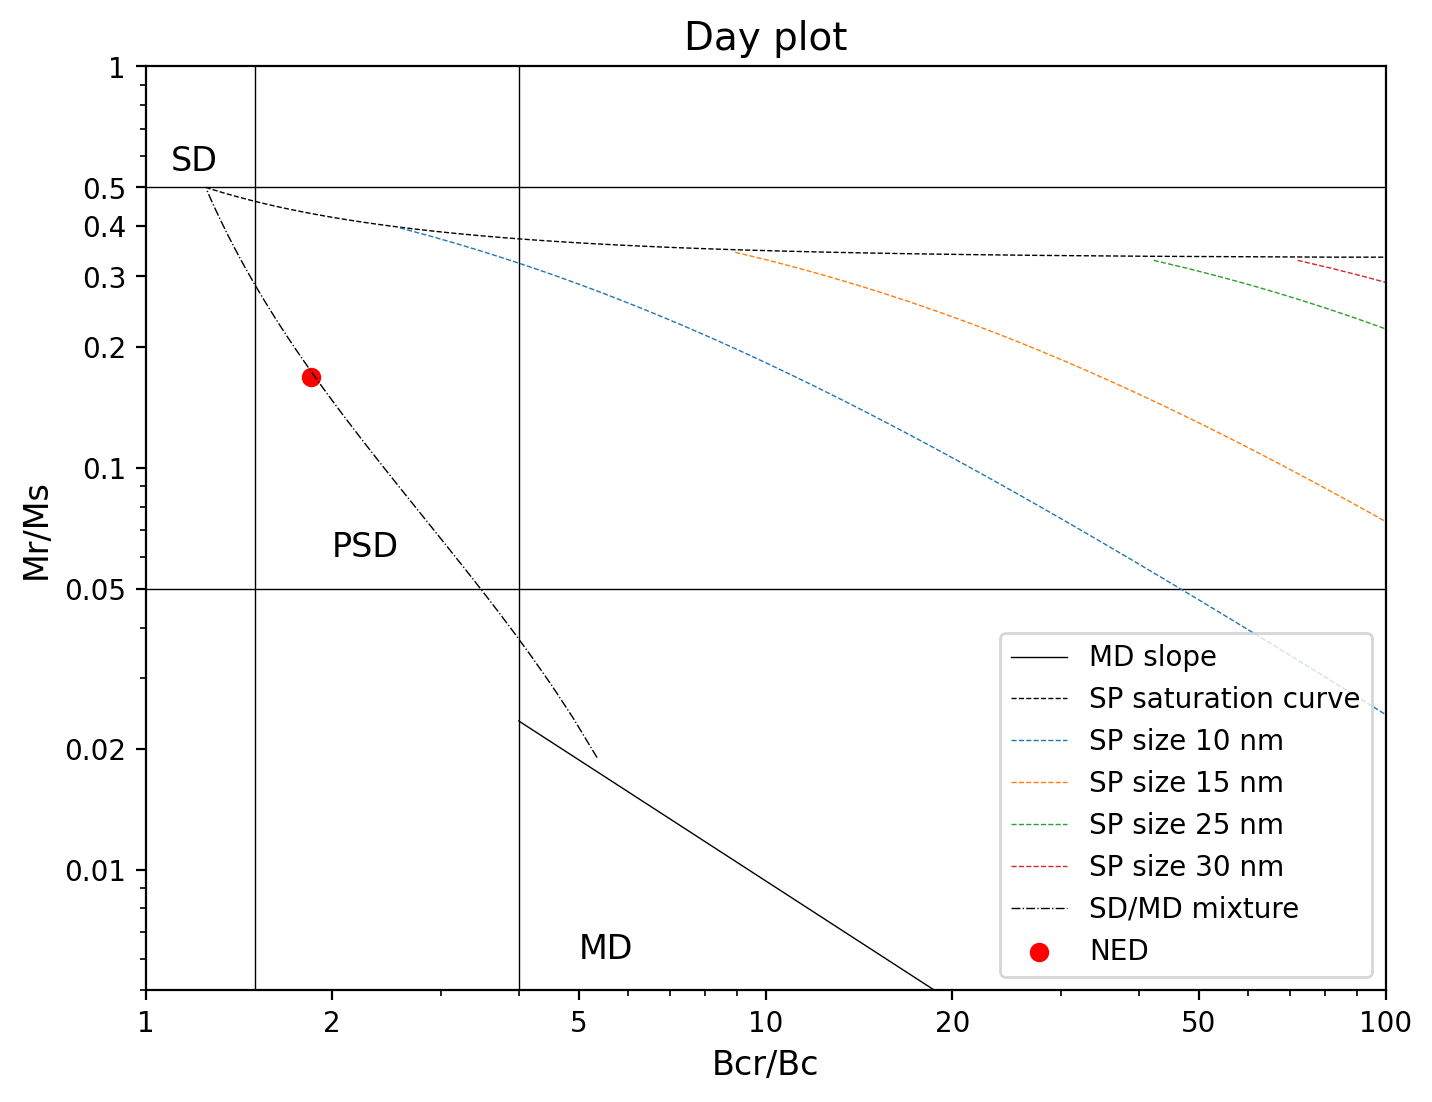 Day plot
Mr/Ms
1
0.5
0.4
0.3
0.2
0.1
0.05
0.02
0.01
SD
PSD
MD
MD slope
SP saturation curve
SP size 10 nm
SP size 15 nm
SP size 25 nm
SP size 30 nm
SD/MD mixture
NED
1 2 5 10 20 50 100
Bcr/Bc